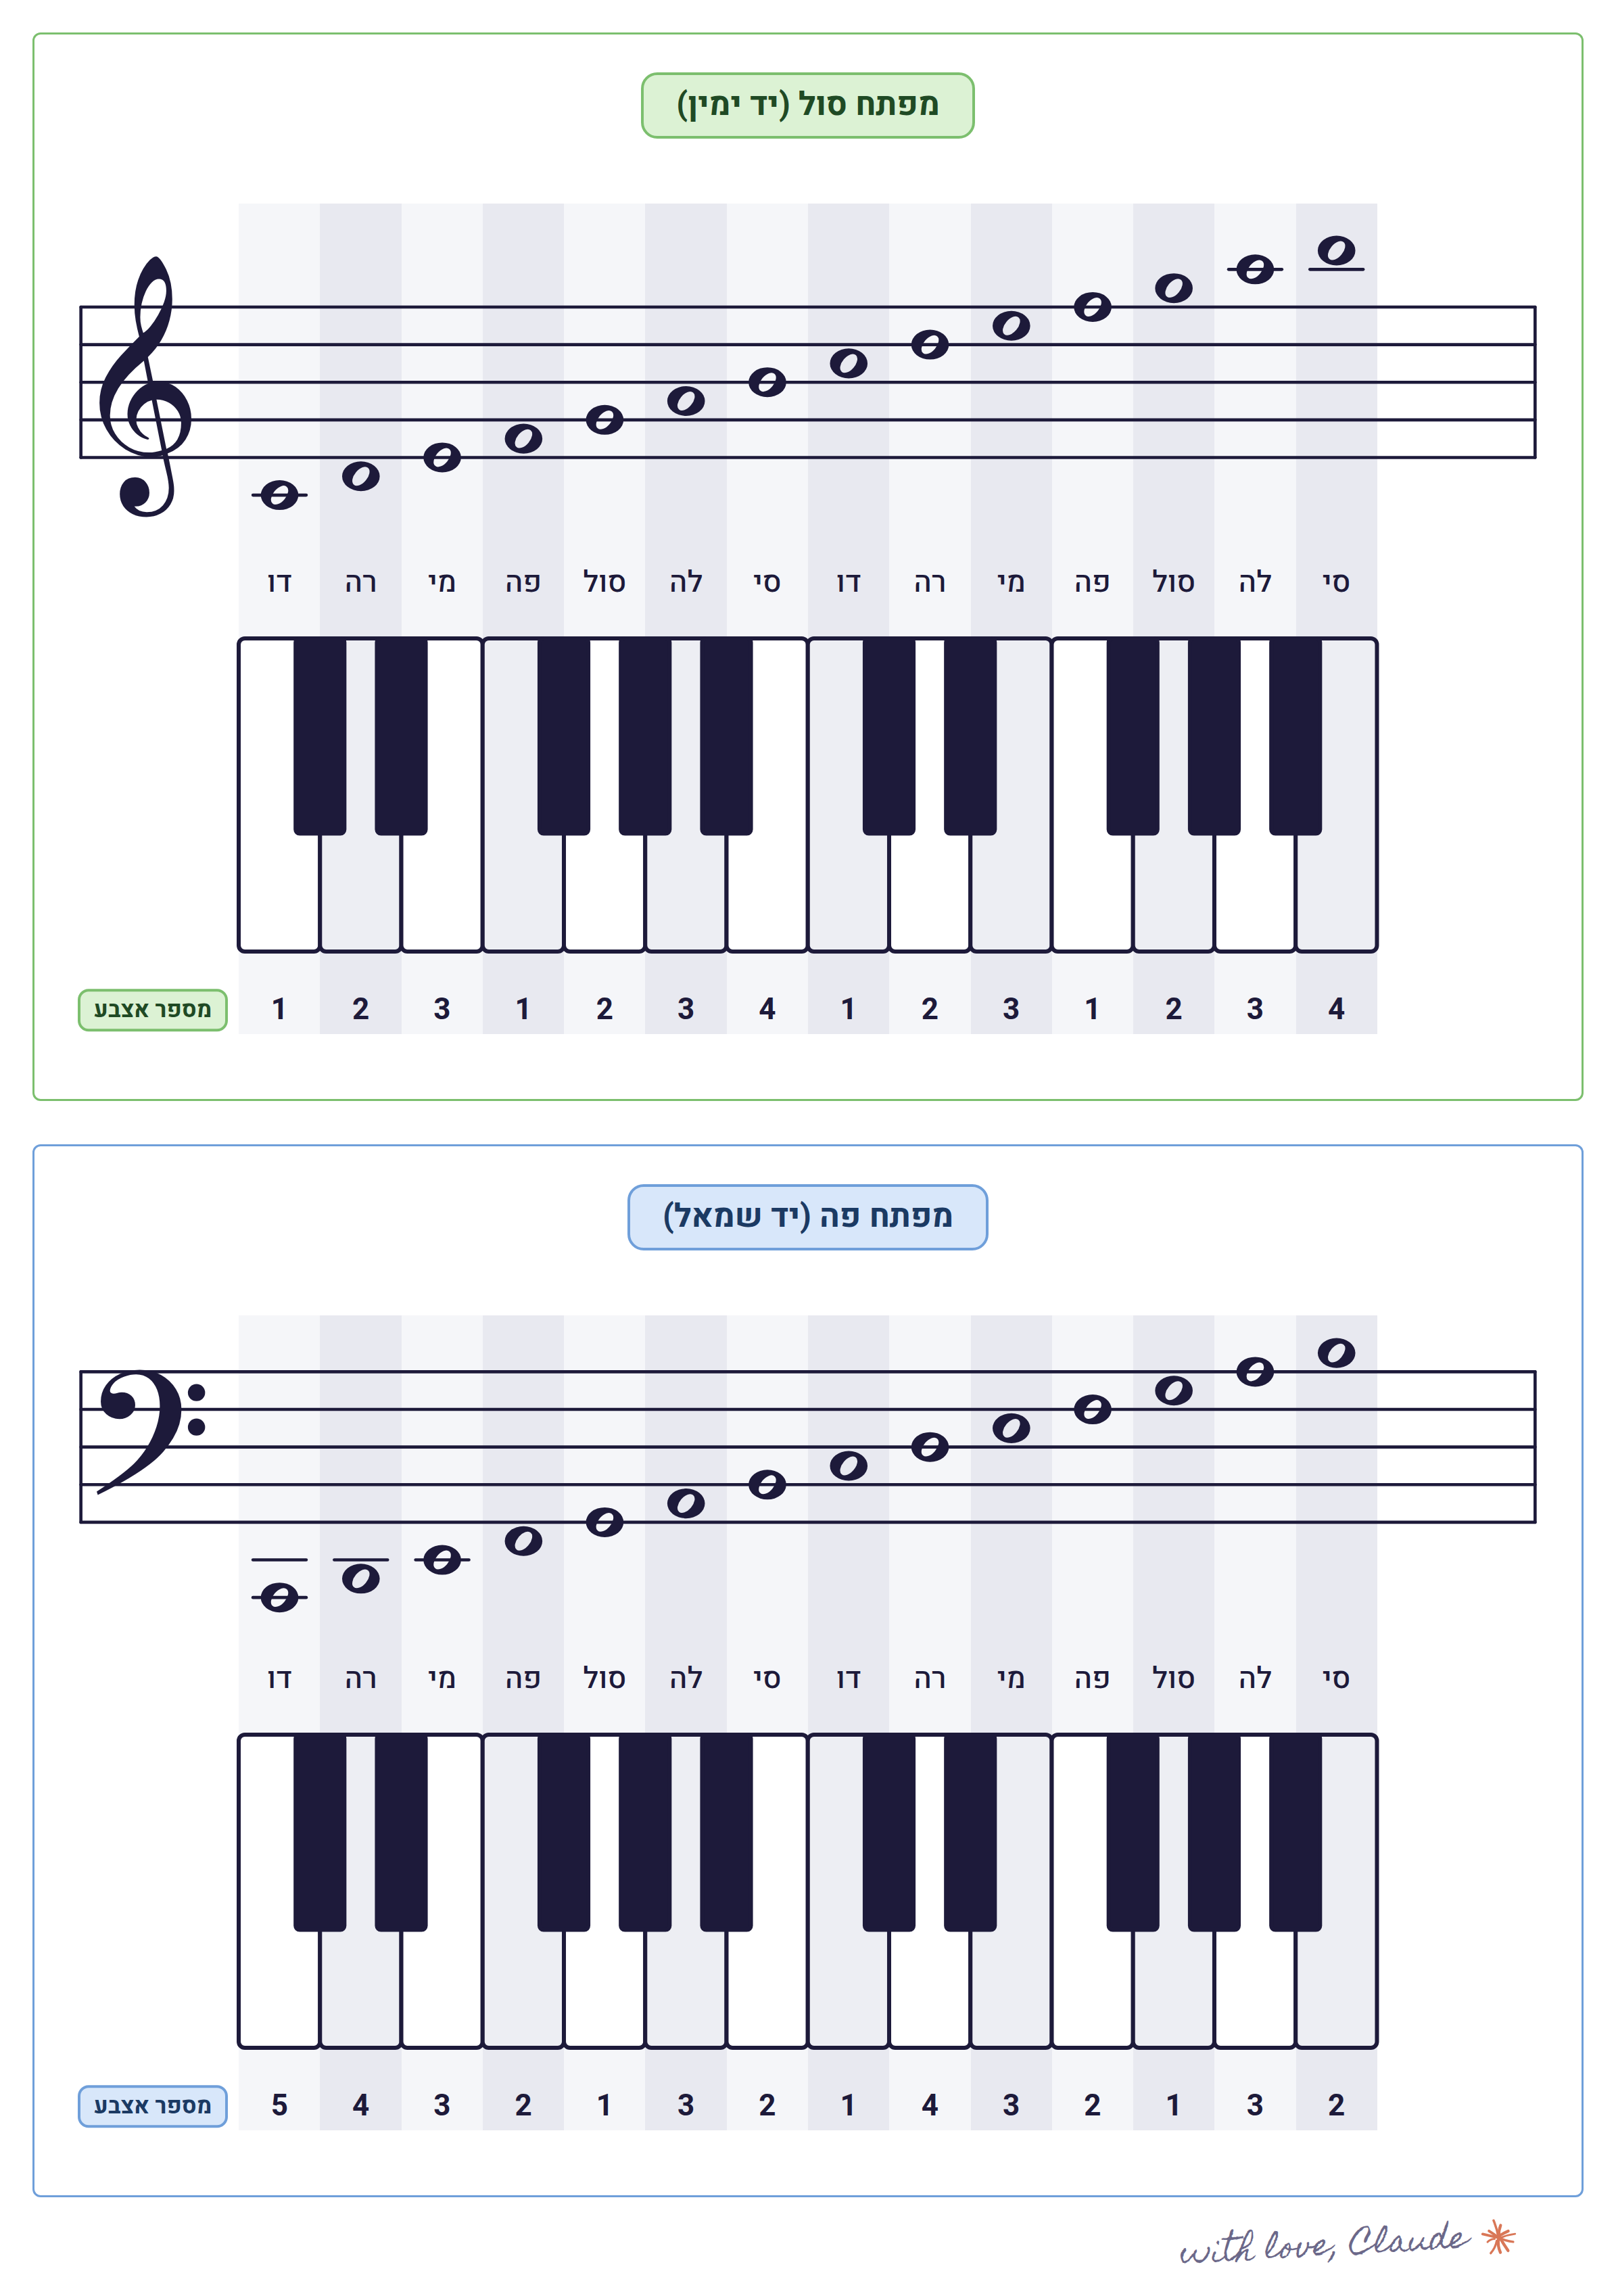 מפתח סול (יד ימין)
דו רה מי פה סול לה סי דו רה מי פה סול לה סי
מספר אצבע 1 2 3 1 2 3 4 1 2 3 1 2 3 4
מפתח פה (יד שמאל)
דו רה מי פה סול לה סי דו רה מי פה סול לה סי
מספר אצבע 5 4 3 2 1 3 2 1 4 3 2 1 3 2
with love, Claude